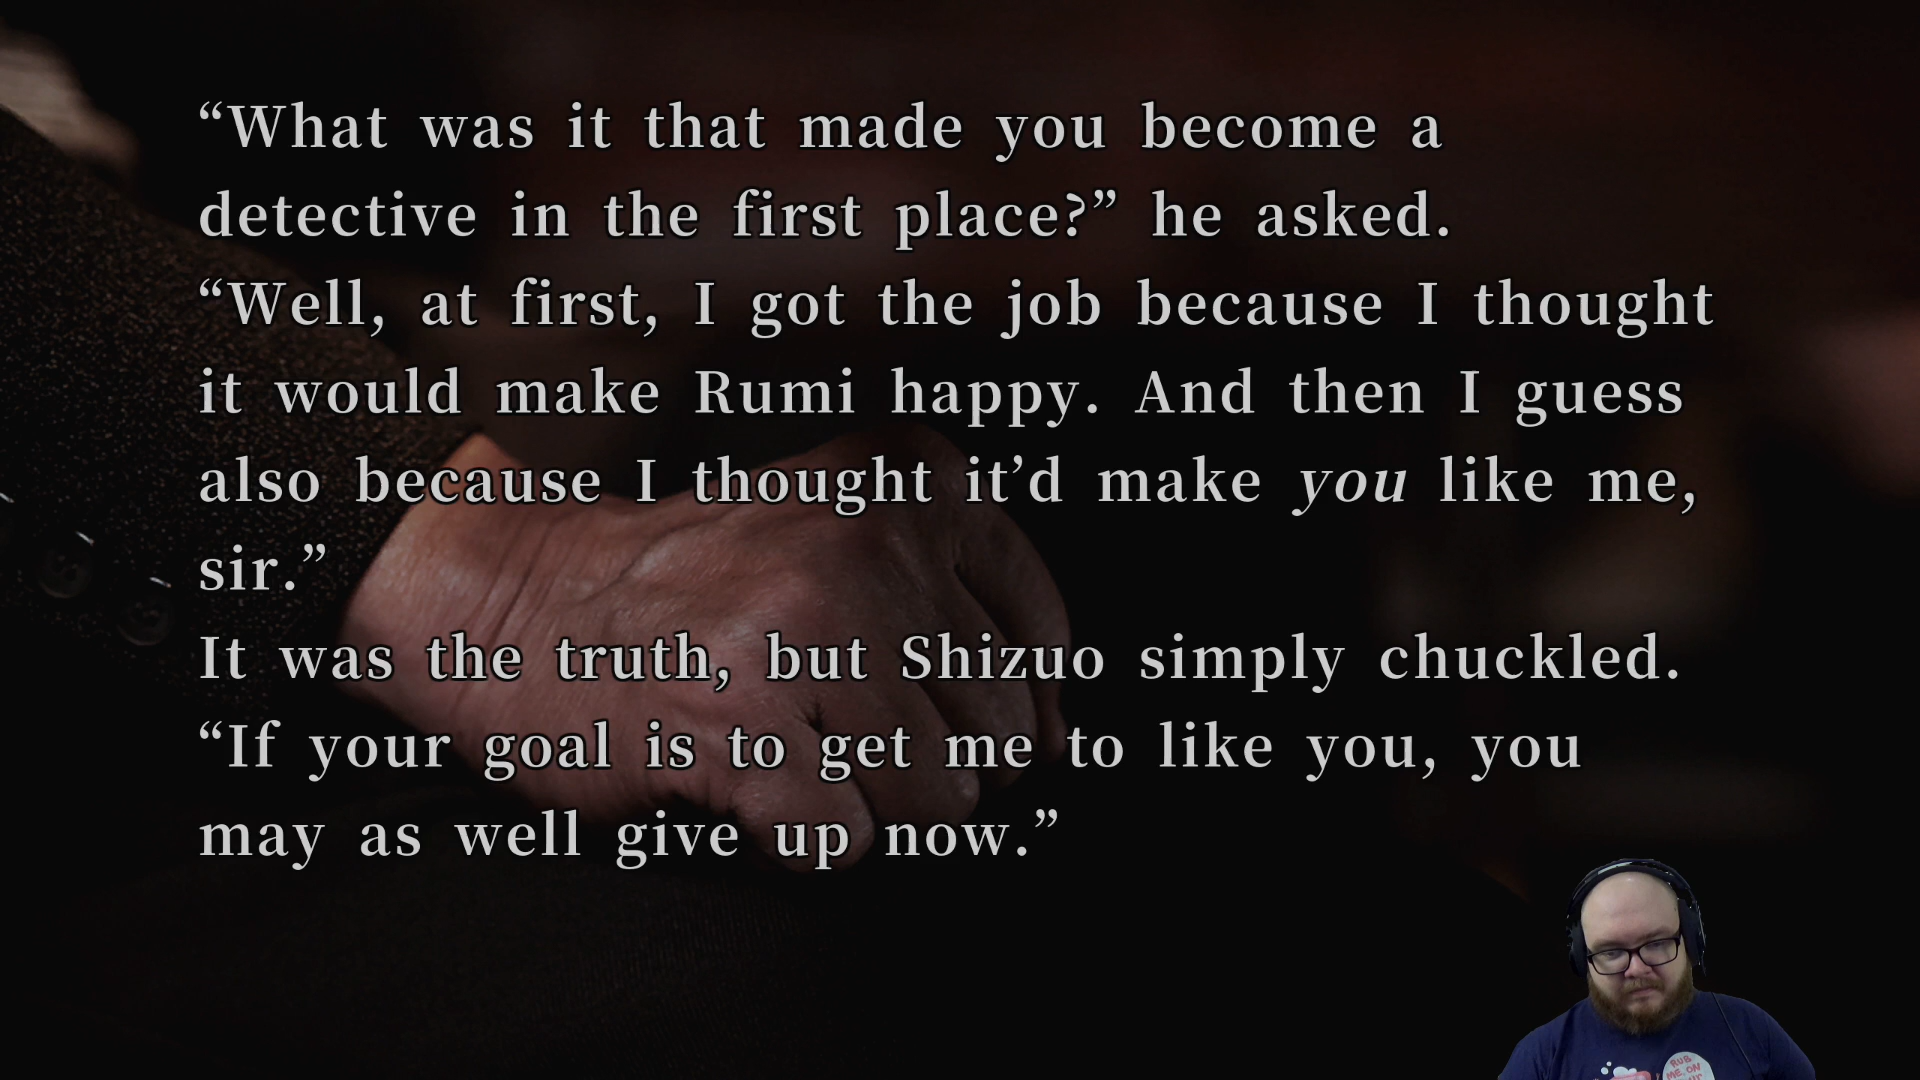 “What was it that made you become a
detective in the first place?” he asked.
“Well, at first, I got the job because I thought
it would make Rumi happy. And then I guess
also because I thought it’d make you like me,
sir.”
It was the truth, but Shizuo simply chuckled.
“If your goal is to get me to like you, you
may as well give up now.”
RUB
ME ON